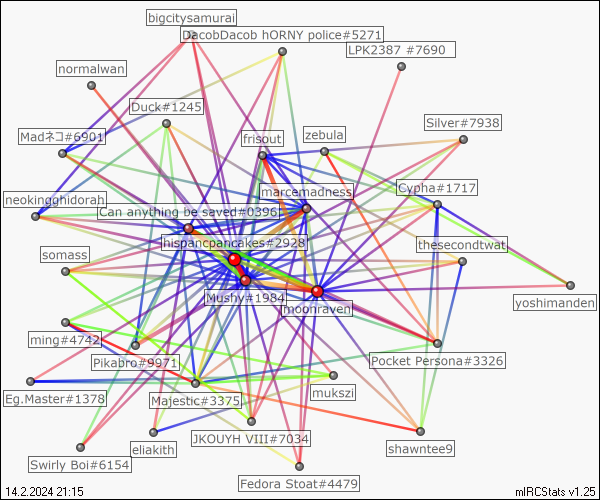 bigcitysamurai
DacobDacob hORNY police#5271
LPK2387 #7690
normalwan
Duck#1245
Silver#7938
Madネコ#6901
frisout
zebula
marcemadness
Cypha#1717
neokingghidorah
Can anything be saved#0396
hispancpancakes#2928
thesecondtwat
somass
Mushy#1984
moonraven
yoshimanden
ming#4742
Pikabro#9971
Pocket Persona#3326
Eg.Master#1378
Majestic#3375
mukszi
JKOUYH VIII#7034
eliakith
shawntee9
Swirly Boi#6154
Fedora Stoat#4479
14.2.2024 21:15
mIRCStats v1.25